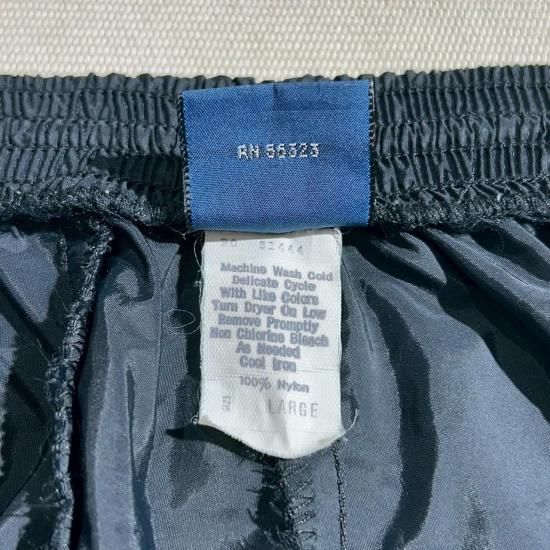 RN 55323
Machine Wash Cold
Delicate Cycle
With Like Colors
Turn Dryer On Low
Remove Promptly
Non Chlorine Bleach
As Needed
Cool Iron
100% Nylon
LARGE